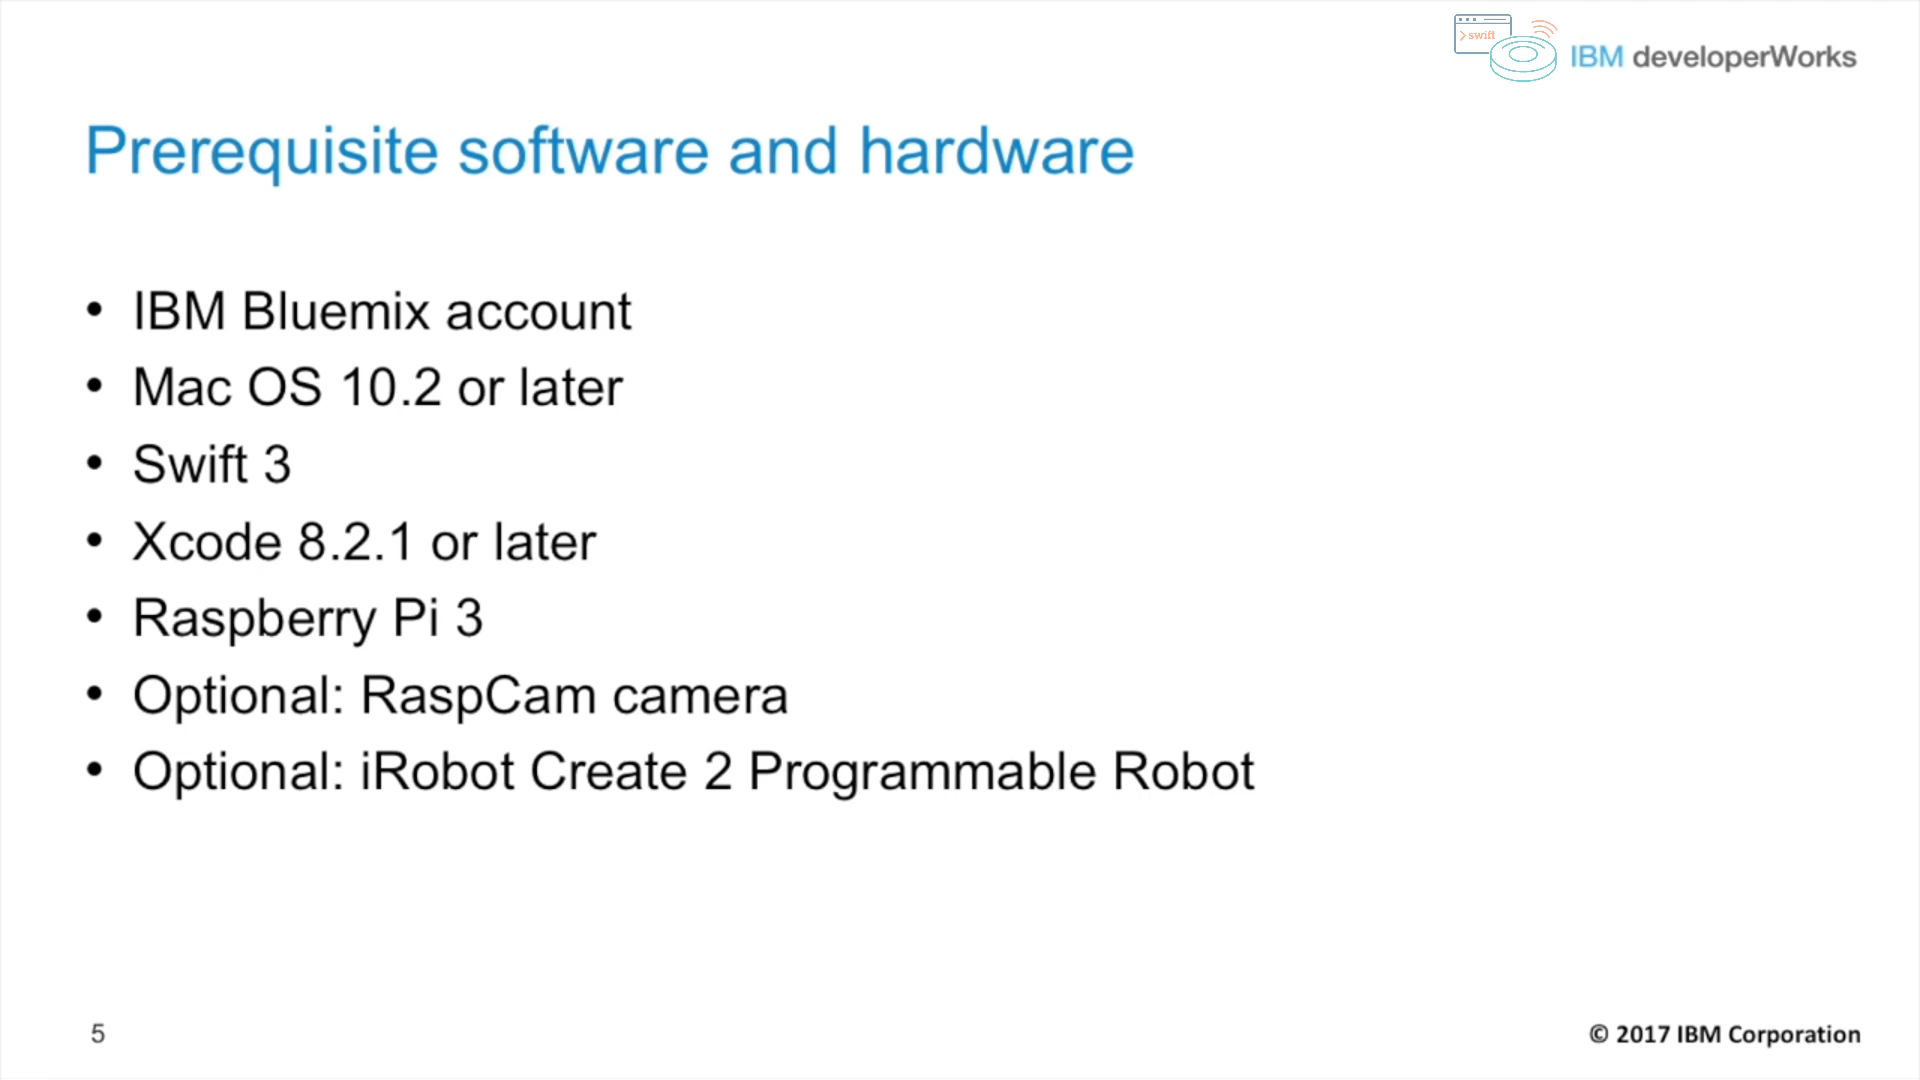 >swift
IBM developerWorks
Prerequisite software and hardware
• IBM Bluemix account
• Mac OS 10.2 or later
• Swift 3
• Xcode 8.2.1 or later
• Raspberry Pi 3
• Optional: RaspCam camera
• Optional: iRobot Create 2 Programmable Robot
5
© 2017 IBM Corporation